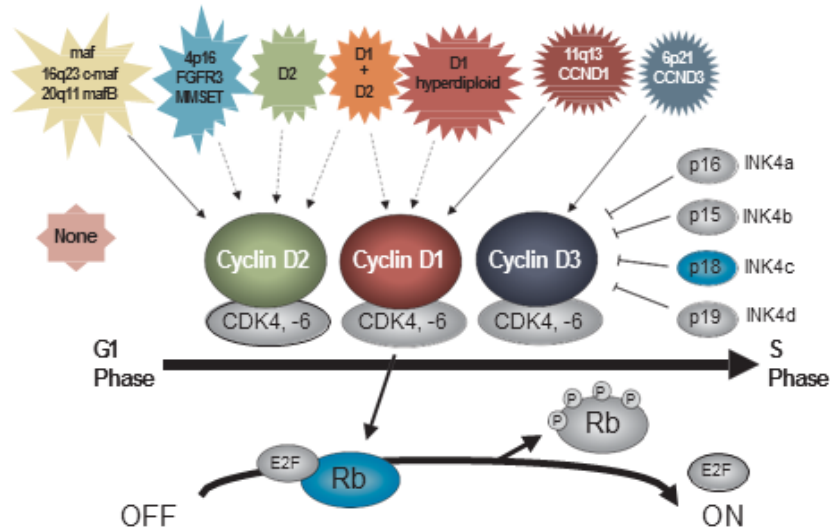 maf
16q23 c-maf
20q11 mafB
4p16
FGFR3
MMSET
D2
D1
+
D2
D1
hyperdiploid
11q13
CCND1
6p21
CCND3
p16 INK4a
p15 INK4b
p18 INK4c
p19 INK4d
None
Cyclin D2
Cyclin D1
Cyclin D3
CDK4, -6
CDK4, -6
CDK4, -6
G1
Phase
S
Phase
P
P
P
P
Rb
E2F
Rb
E2F
OFF
ON